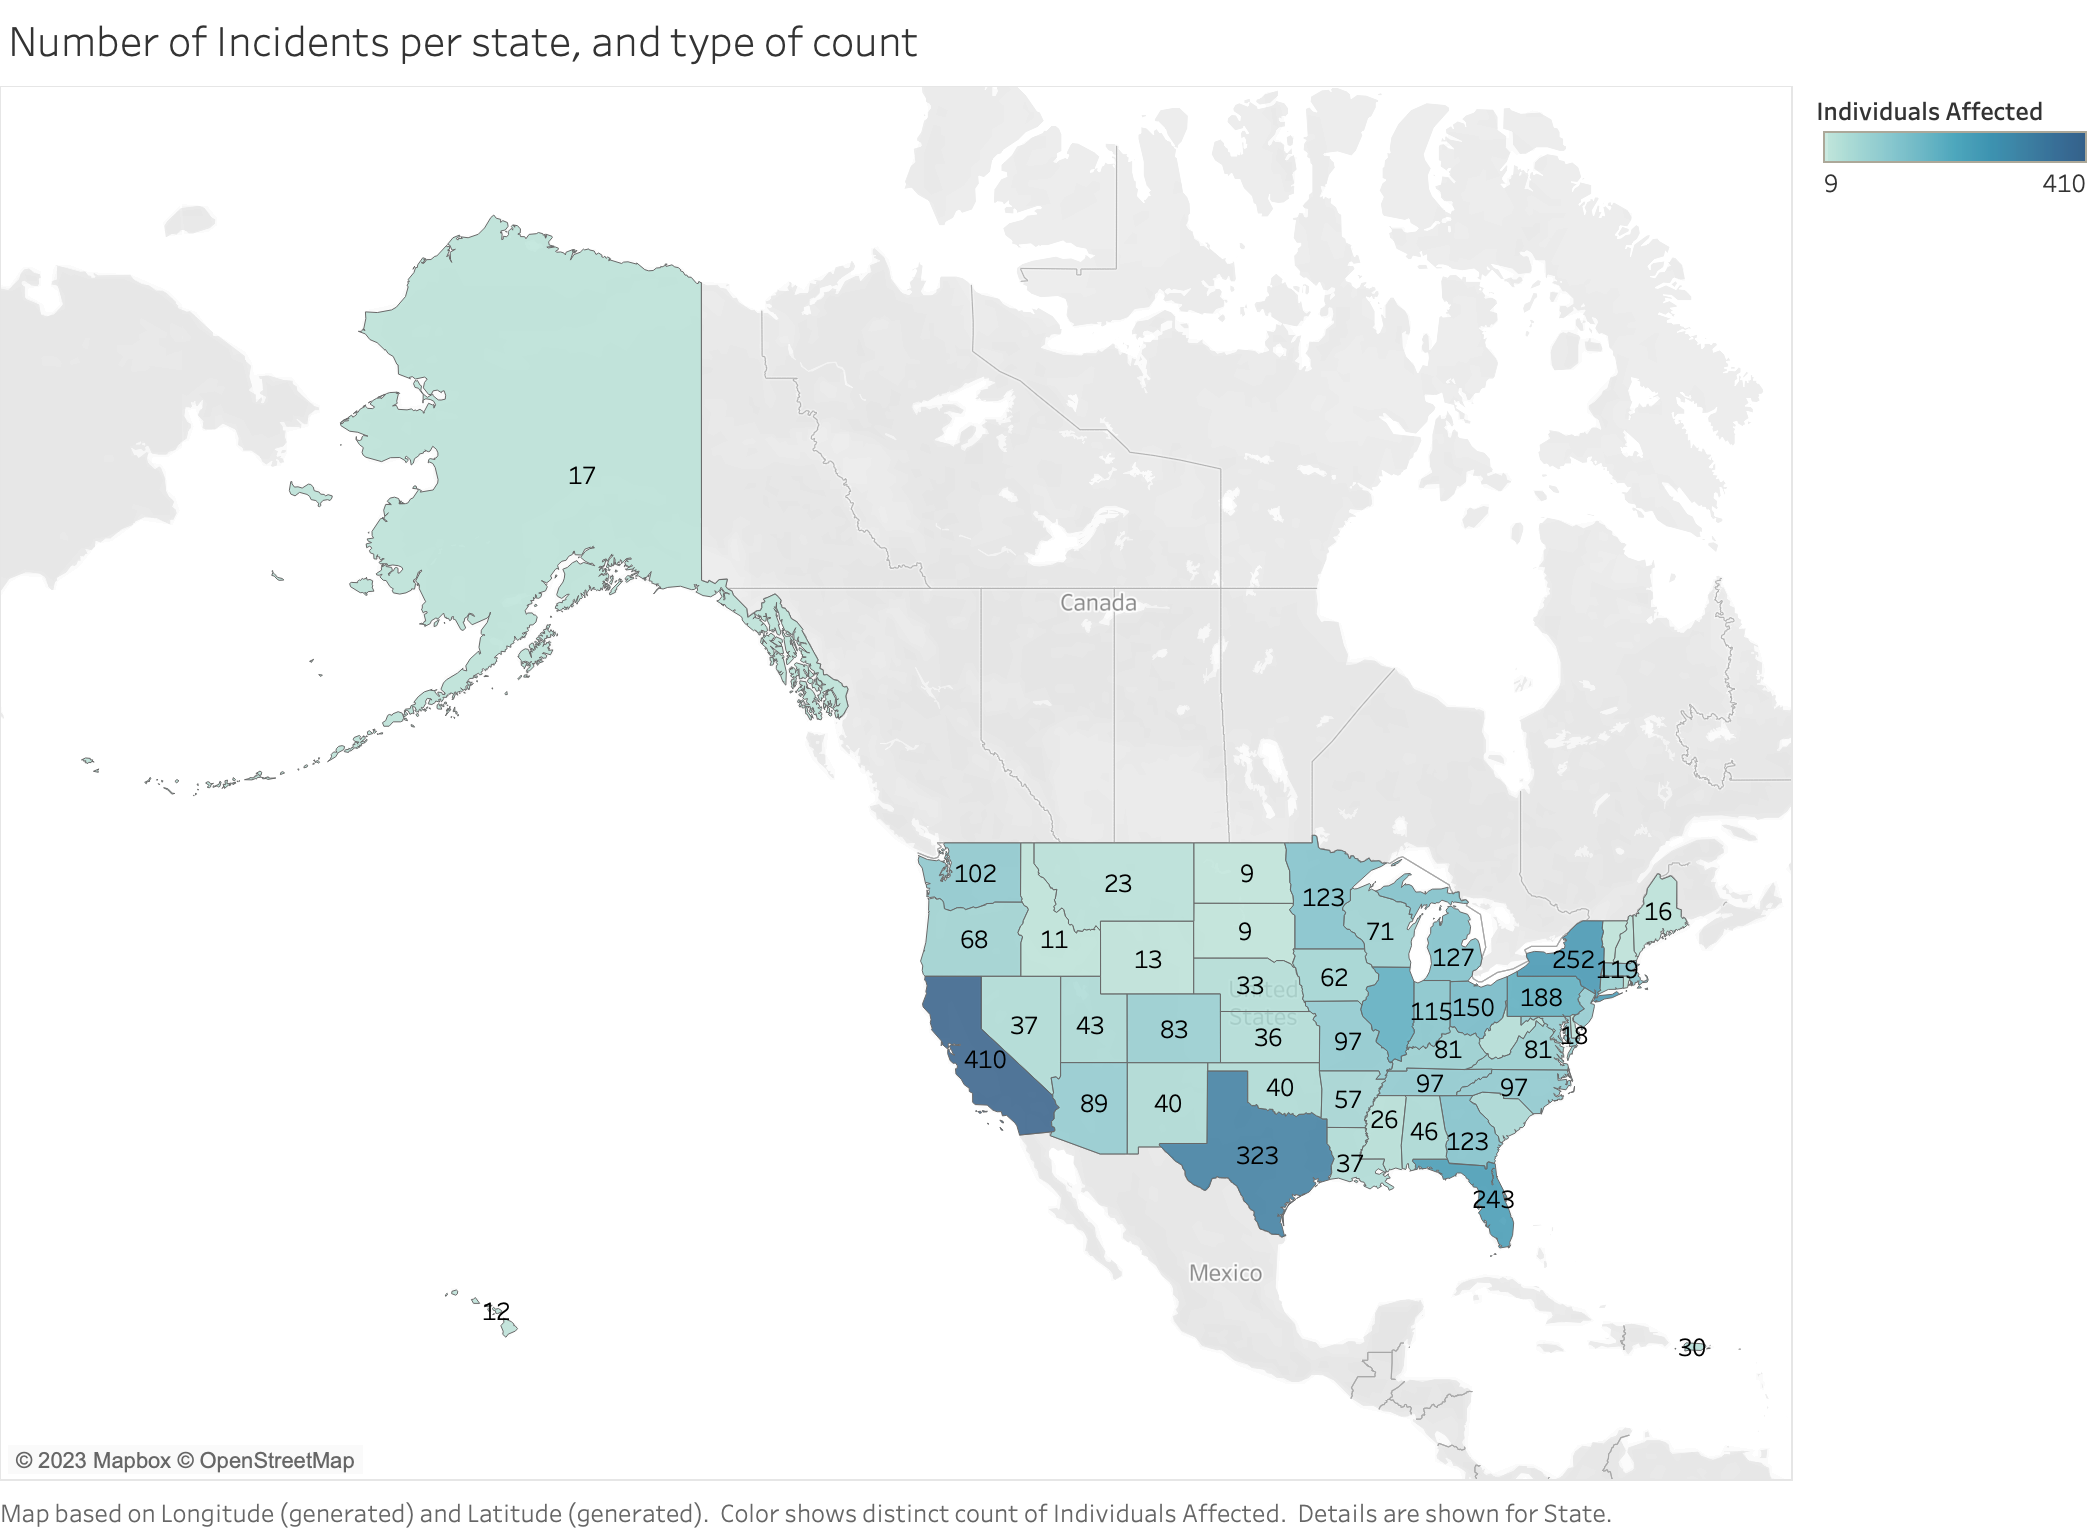 Number of Incidents per state, and type of count
Individuals Affected
9 410
17
Canada
102 23 9 123
16
68 11 9 71
13 127 252 119
62
33
United
37 43 83 States 115 150 188
410 36 97 81 81 18
89 40 40 57 97 97
26 46 123
323 37
243
Mexico
12
30
© 2023 Mapbox © OpenStreetMap
Map based on Longitude (generated) and Latitude (generated).  Color shows distinct count of Individuals Affected.  Details are shown for State.